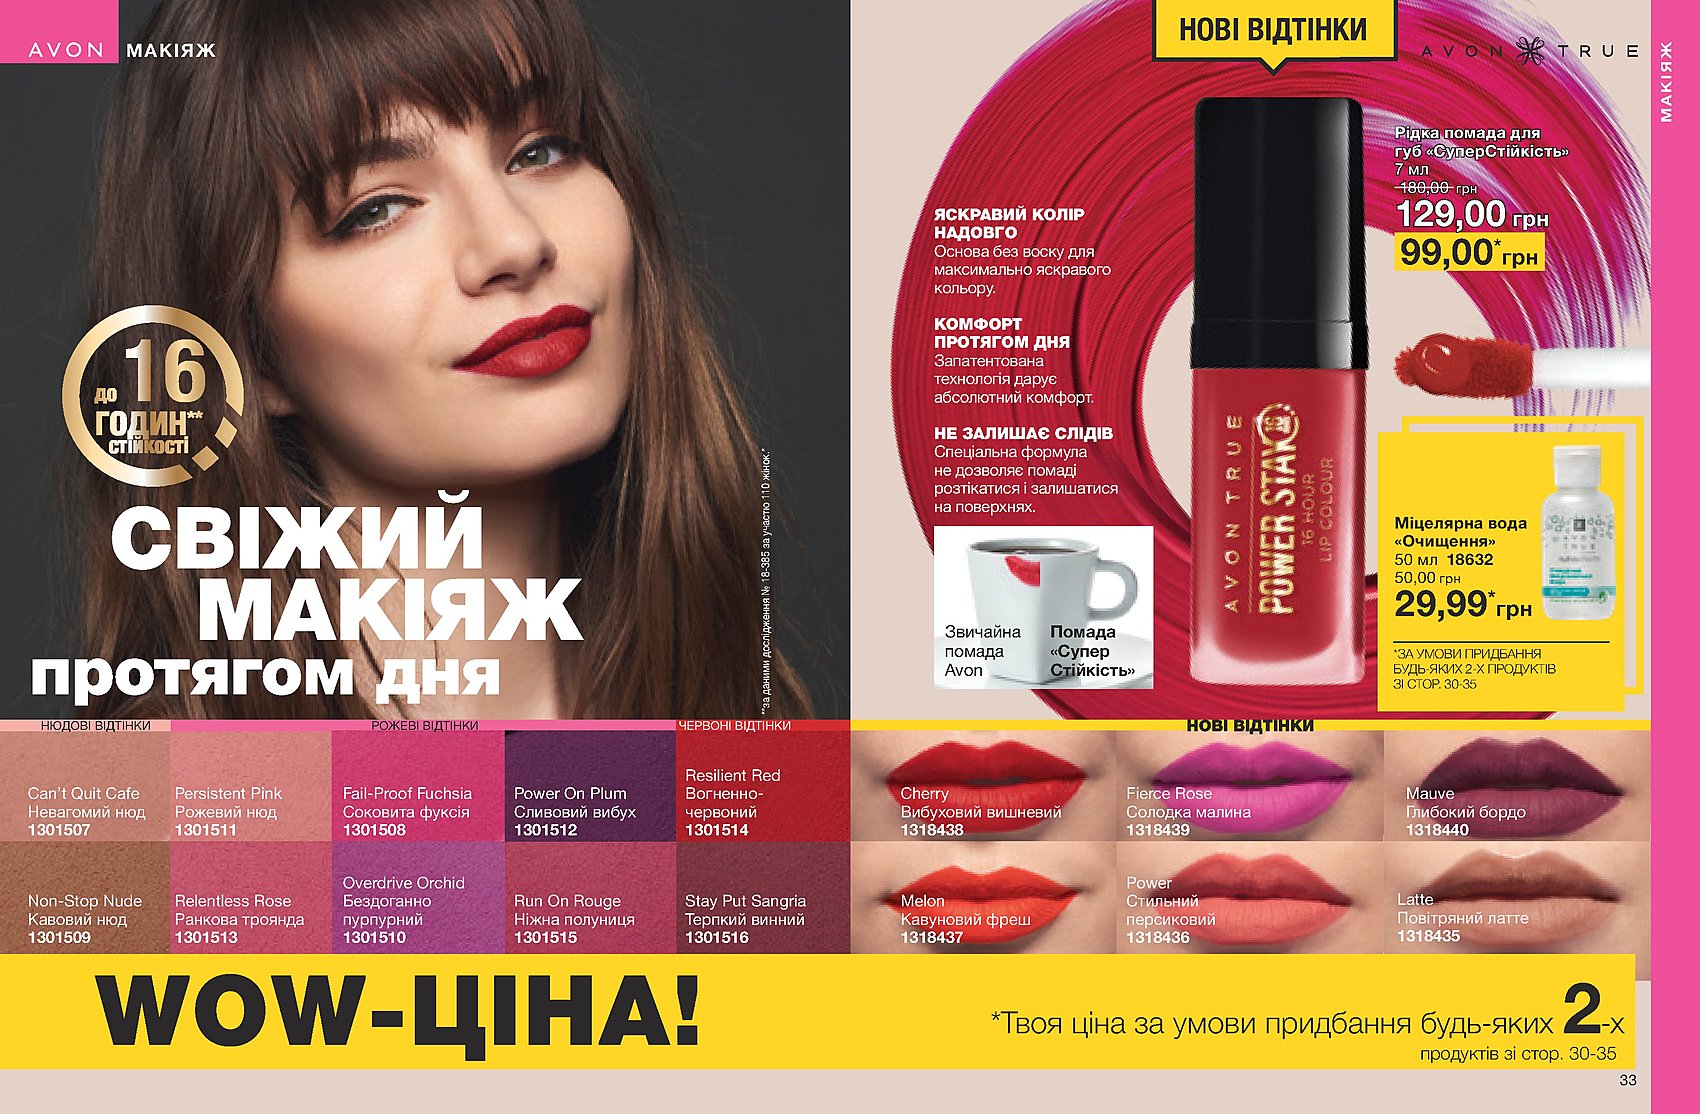 AVON МАКІЯЖ
ДО 16
ГОДИН**
СТІЙКОСТІ
СВІЖИЙ
МАКІЯЖ
протягом дня
**за даними дослідження № 18-385 за участю 110 жінок.*
НОВІ ВІДТІНКИ
AVON TRUE
МАКІЯЖ
Рідка помада для
губ «СуперСтійкість»
7 мл
180,00 грн
129,00 грн
99,00* грн
ЯСКРАВИЙ КОЛІР
НАДОВГО
Основа без воску для
максимально яскравого
кольору.
КОМФОРТ
ПРОТЯГОМ ДНЯ
Запатентована
технологія дарує
абсолютний комфорт.
НЕ ЗАЛИШАЄ СЛІДІВ
Спеціальна формула
не дозволяє помаді
розтікатися і залишатися
на поверхнях.
Звичайна
помада
Avon
Помада
«Супер
Стійкість»
AVON TRUE
POWER STAY 16
16 HOUR
LIP COLOUR
Міцелярна вода
«Очищення»
50 мл 18632
50,00 грн
29,99* грн
*ЗА УМОВИ ПРИДБАННЯ
БУДЬ-ЯКИХ 2-Х ПРОДУКТІВ
ЗІ СТОР. 30-35
НЮДОВІ ВІДТІНКИ
РОЖЕВІ ВІДТІНКИ
ЧЕРВОНІ ВІДТІНКИ
НОВІ ВІДТІНКИ
Can't Quit Cafe
Невагомий нюд
1301507
Persistent Pink
Рожевий нюд
1301511
Fail-Proof Fuchsia
Соковита фуксія
1301508
Power On Plum
Сливовий вибух
1301512
Resilient Red
Вогненно-
червоний
1301514
Cherry
Вибуховий вишневий
1318438
Fierce Rose
Солодка малина
1318439
Mauve
Глибокий бордо
1318440
Non-Stop Nude
Кавовий нюд
1301509
Relentless Rose
Ранкова троянда
1301513
Overdrive Orchid
Бездоганно
пурпурний
1301510
Run On Rouge
Ніжна полуниця
1301515
Stay Put Sangria
Терпкий винний
1301516
Melon
Кавуновий фреш
1318437
Power
Стильний
персиковий
1318436
Latte
Повітряний латте
1318435
WOW-ЦІНА!
*Твоя ціна за умови придбання будь-яких 2-х
продуктів зі стор. 30-35
33